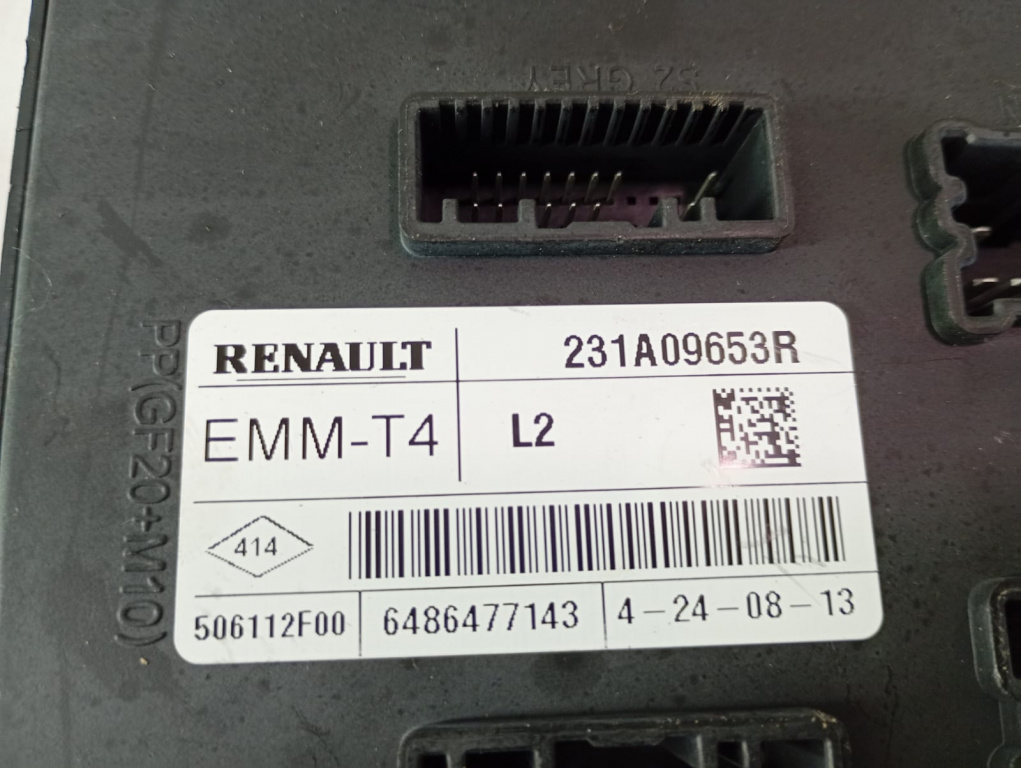 52 GREY
RENAULT 231A09653R
EMM-T4 L2
414
506112F00 6486477143 4-24-08-13
PP(GF20+M10)